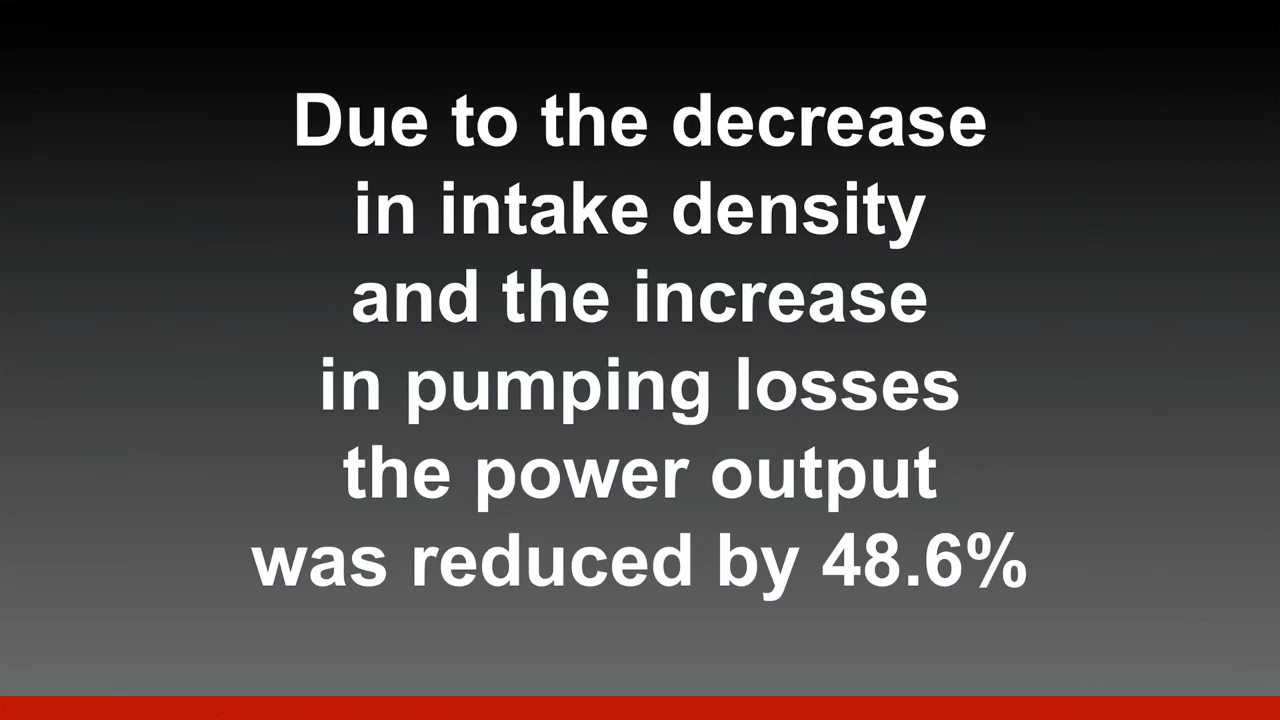 Due to the decrease
in intake density
and the increase
in pumping losses
the power output
was reduced by 48.6%